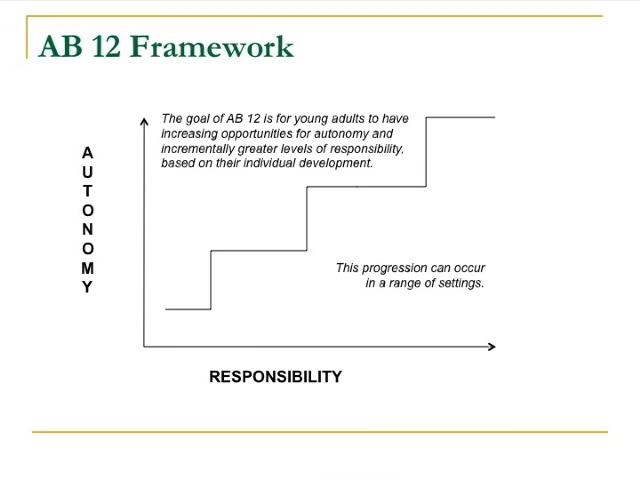 AB 12 Framework
The goal of AB 12 is for young adults to have
increasing opportunities for autonomy and
incrementally greater levels of responsibility,
based on their individual development.
A
U
T
O
N
O
M
Y
This progression can occur
in a range of settings.
RESPONSIBILITY